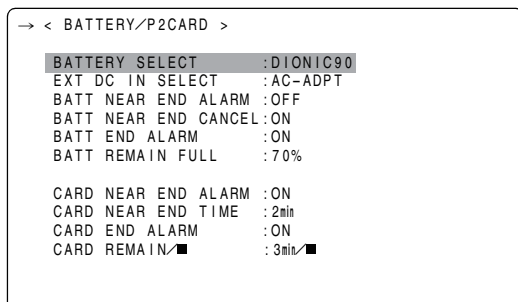 → < BATTERY/P2CARD >
BATTERY SELECT :DIONIC90
EXT DC IN SELECT :AC-ADPT
BATT NEAR END ALARM :OFF
BATT NEAR END CANCEL:ON
BATT END ALARM :ON
BATT REMAIN FULL :70%
CARD NEAR END ALARM :ON
CARD NEAR END TIME :2min
CARD END ALARM :ON
CARD REMAIN/■ :3min/■